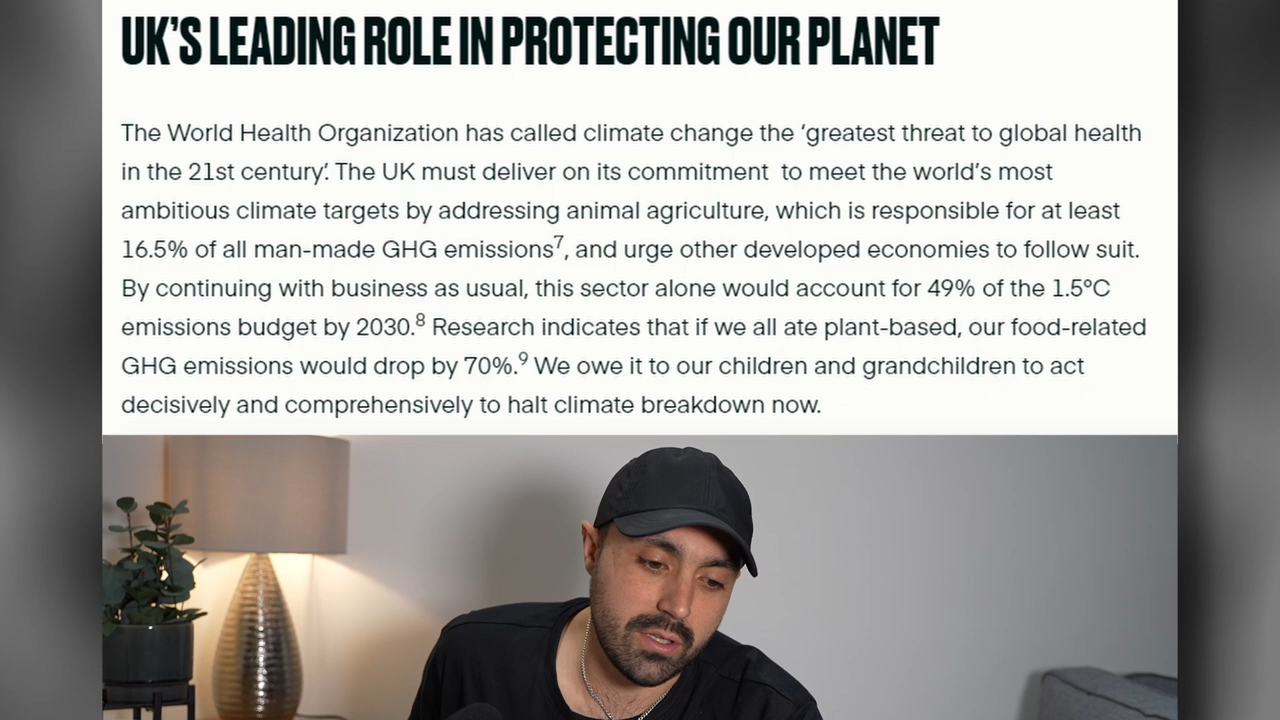 UK'S LEADING ROLE IN PROTECTING OUR PLANET
The World Health Organization has called climate change the ‘greatest threat to global health
in the 21st century’. The UK must deliver on its commitment  to meet the world’s most
ambitious climate targets by addressing animal agriculture, which is responsible for at least
16.5% of all man-made GHG emissions⁷, and urge other developed economies to follow suit.
By continuing with business as usual, this sector alone would account for 49% of the 1.5°C
emissions budget by 2030.⁸ Research indicates that if we all ate plant-based, our food-related
GHG emissions would drop by 70%.⁹ We owe it to our children and grandchildren to act
decisively and comprehensively to halt climate breakdown now.